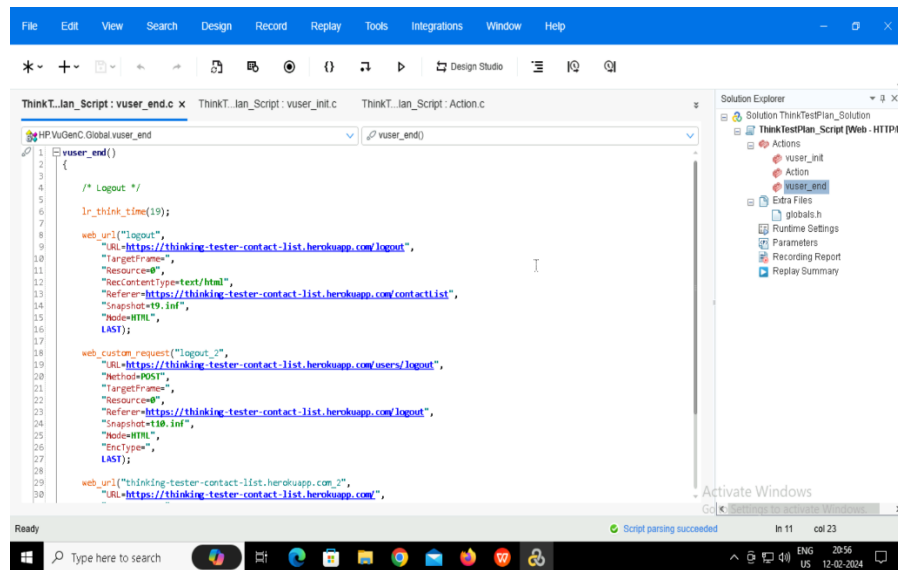 File Edit View Search Design Record Replay Tools Integrations Window Help
Design Studio
ThinkT...lan_Script : vuser_end.c x ThinkT...lan_Script : vuser_init.c ThinkT...lan_Script : Action.c
HP.VuGenC.Global.vuser_end vuser_end()
1 vuser_end()
2 {
3
4 /* Logout */
5
6 lr_think_time(19);
7
8 web_url("logout",
9 "URL=https://thinking-tester-contact-list.herokuapp.com/logout",
10 "TargetFrame=",
11 "Resource=0",
12 "RecContentType=text/html",
13 "Referer=https://thinking-tester-contact-list.herokuapp.com/contactList",
14 "Snapshot=t9.inf",
15 "Mode=HTML",
16 LAST);
17
18 web_custom_request("logout_2",
19 "URL=https://thinking-tester-contact-list.herokuapp.com/users/logout",
20 "Method=POST",
21 "TargetFrame=",
22 "Resource=0",
23 "Referer=https://thinking-tester-contact-list.herokuapp.com/logout",
24 "Snapshot=t10.inf",
25 "Mode=HTML",
26 "EncType=",
27 LAST);
28
29 web_url("thinking-tester-contact-list.herokuapp.com_2",
30 "URL=https://thinking-tester-contact-list.herokuapp.com/",
Solution Explorer
Solution ThinkTestPlan_Solution
ThinkTestPlan_Script [Web - HTTP/
Actions
vuser_init
Action
vuser_end
Extra Files
globals.h
Runtime Settings
Parameters
Recording Report
Replay Summary
Activate Windows
Go to Settings to activate Windows.
Ready Script parsing succeeded ln 11 col 23
Type here to search ENG 20:56
US 12-02-2024